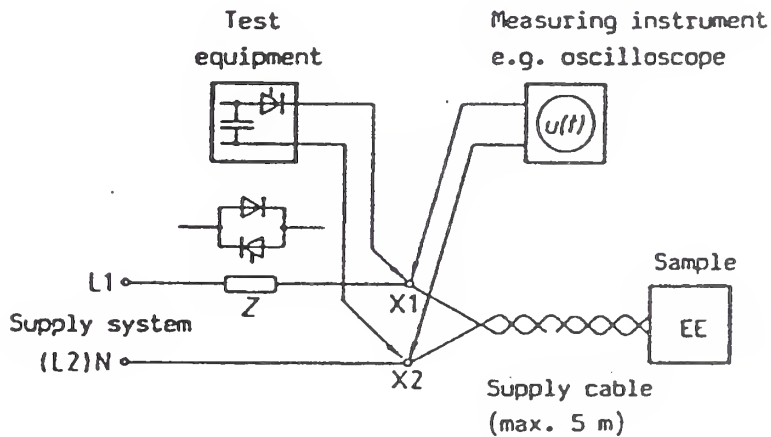 Test
equipment
Measuring instrument
e.g. oscilloscope
u(t)
L1
Z
X1
Sample
EE
Supply system
(L2)N
X2
Supply cable
(max. 5 m)